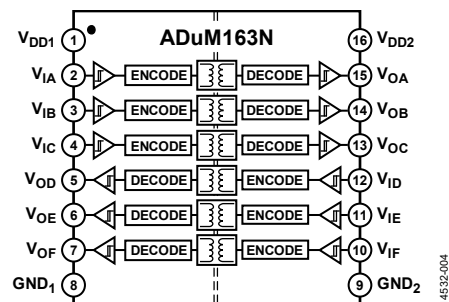 ADuM163N
VDD1 1 16 VDD2
VIA 2 ENCODE DECODE 15 VOA
VIB 3 ENCODE DECODE 14 VOB
VIC 4 ENCODE DECODE 13 VOC
VOD 5 DECODE ENCODE 12 VID
VOE 6 DECODE ENCODE 11 VIE
VOF 7 DECODE ENCODE 10 VIF
GND1 8 9 GND2
4532-004